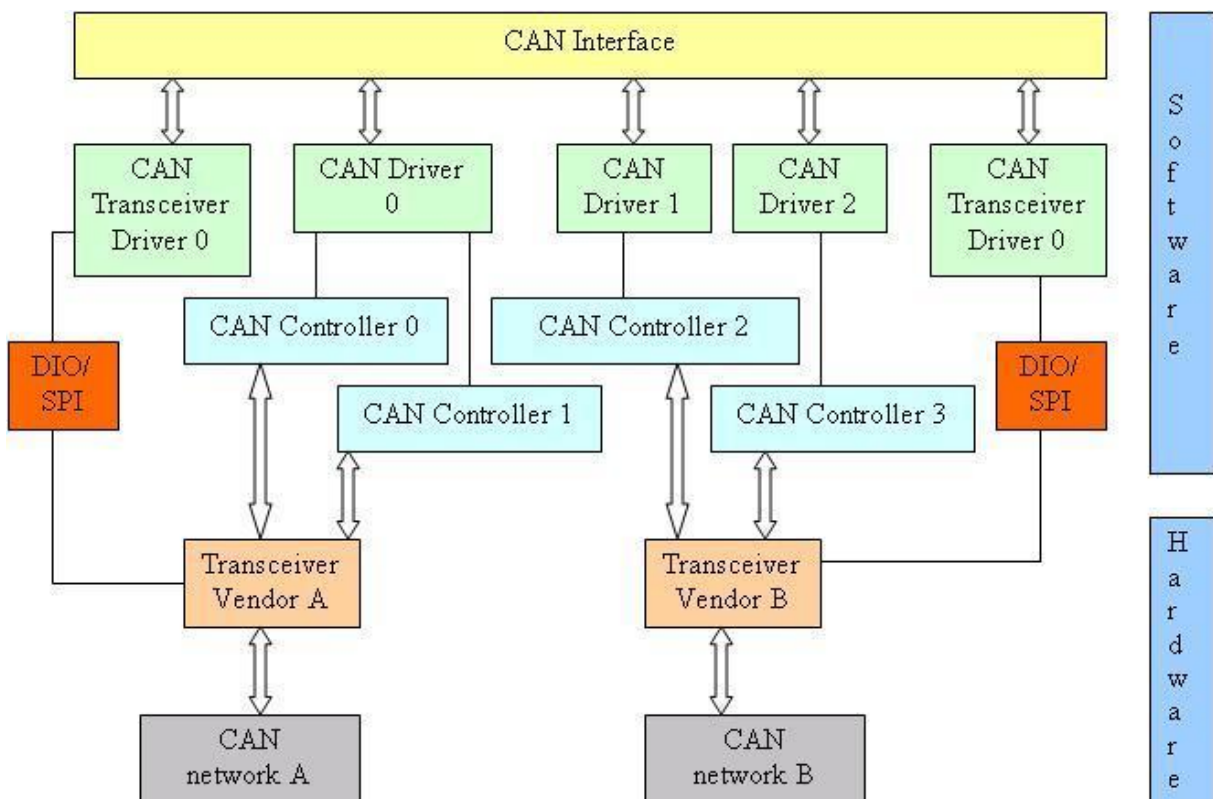 CAN Interface
CAN
Transceiver
Driver 0
CAN Driver
0
CAN
Driver 1
CAN
Driver 2
CAN
Transceiver
Driver 0
CAN Controller 0
CAN Controller 2
DIO/
SPI
DIO/
SPI
CAN Controller 1
CAN Controller 3
Transceiver
Vendor A
Transceiver
Vendor B
CAN
network A
CAN
network B
Software
Hardware